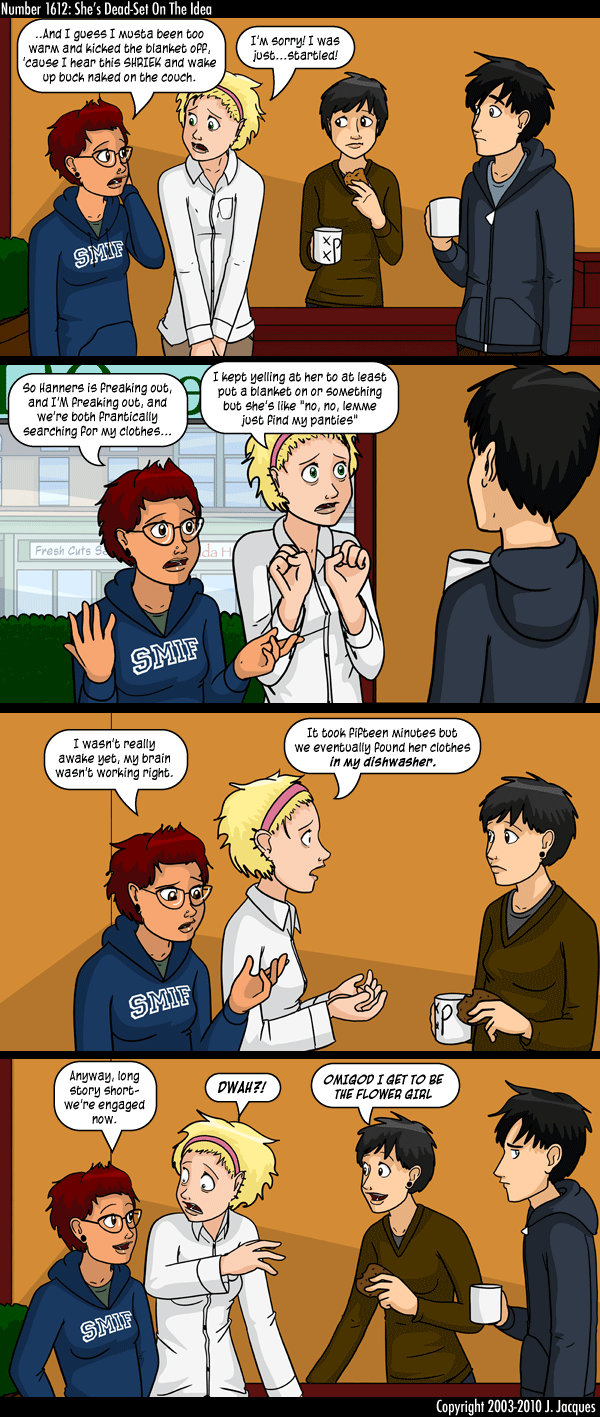 Number 1612: She's Dead-Set On The Idea
..And I guess I musta been too
warm and kicked the blanket off,
'cause I hear this SHRIEK and wake
up buck naked on the couch.
I'm sorry! I was
just...startled!
SMIF
X P
X
So Hanners is freaking out,
and I'M freaking out, and
we're both frantically
searching for my clothes...
I kept yelling at her to at least
put a blanket on or something
but she's like "no, no, lemme
just find my panties"
Fresh Cuts
SMIF
I wasn't really
awake yet, my brain
wasn't working right.
It took fifteen minutes but
we eventually found her clothes
in my dishwasher.
SMIF
Anyway, long
story short-
we're engaged
now.
DWAH?!
OMIGOD I GET TO BE
THE FLOWER GIRL
SMIF
Copyright 2003-2010 J. Jacques